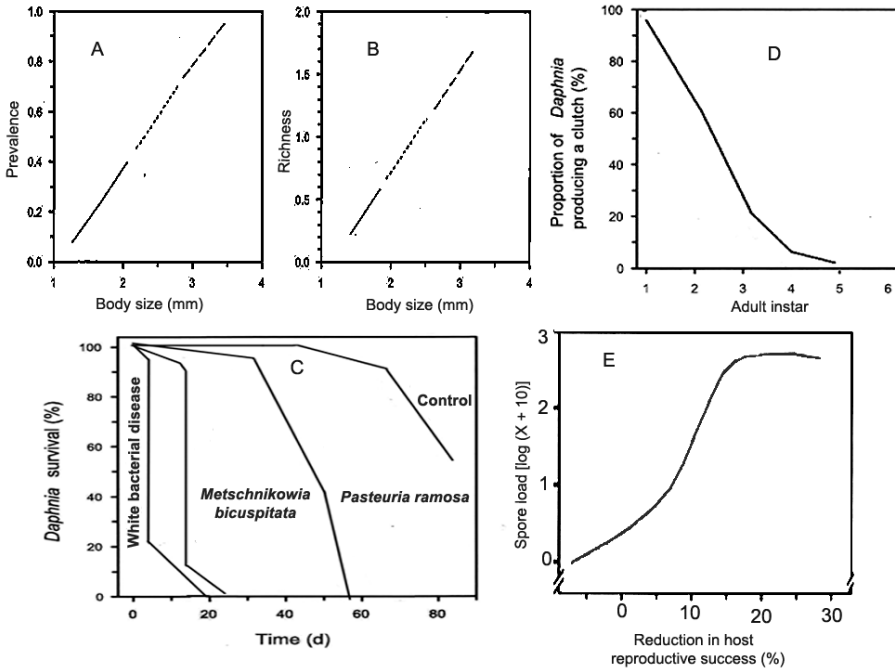 A
Prevalence
1.0
0.8
0.6
0.4
0.2
0.0
1
2
3
4
Body size (mm)
B
Richness
2.0
1.5
1.0
0.5
0.0
1
2
3
4
Body size (mm)
D
Proportion of Daphnia
producing a clutch (%)
100
80
60
40
20
0
1
2
3
4
5
6
Adult instar
C
Daphnia survival (%)
100
80
60
40
20
0
White bacterial disease
Metschnikowia
bicuspitata
Pasteuria ramosa
Control
0
20
40
60
80
Time (d)
E
Spore load [log (X + 10)]
3
2
1
0
0
10
20
30
Reduction in host
reproductive success (%)